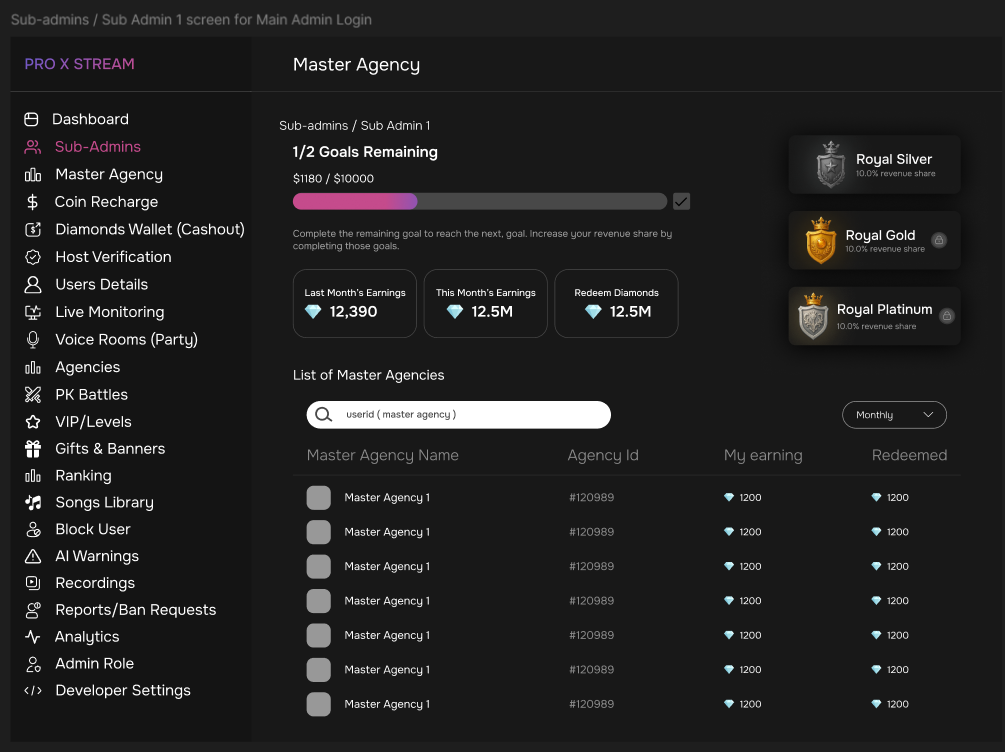 Sub-admins / Sub Admin 1 screen for Main Admin Login
PRO X STREAM
Master Agency
Dashboard
Sub-Admins
Master Agency
Coin Recharge
Diamonds Wallet (Cashout)
Host Verification
Users Details
Live Monitoring
Voice Rooms (Party)
Agencies
PK Battles
VIP/Levels
Gifts & Banners
Ranking
Songs Library
Block User
AI Warnings
Recordings
Reports/Ban Requests
Analytics
Admin Role
Developer Settings
Sub-admins / Sub Admin 1
1/2 Goals Remaining
$1180 / $10000
Complete the remaining goal to reach the next, goal. Increase your revenue share by
completing those goals.
Royal Silver
10.0% revenue share
Royal Gold
10.0% revenue share
Royal Platinum
10.0% revenue share
Last Month's Earnings
12,390
This Month's Earnings
12.5M
Redeem Diamonds
12.5M
List of Master Agencies
userid ( master agency )
Monthly
Master Agency Name Agency Id My earning Redeemed
Master Agency 1 #120989 1200 1200
Master Agency 1 #120989 1200 1200
Master Agency 1 #120989 1200 1200
Master Agency 1 #120989 1200 1200
Master Agency 1 #120989 1200 1200
Master Agency 1 #120989 1200 1200
Master Agency 1 #120989 1200 1200